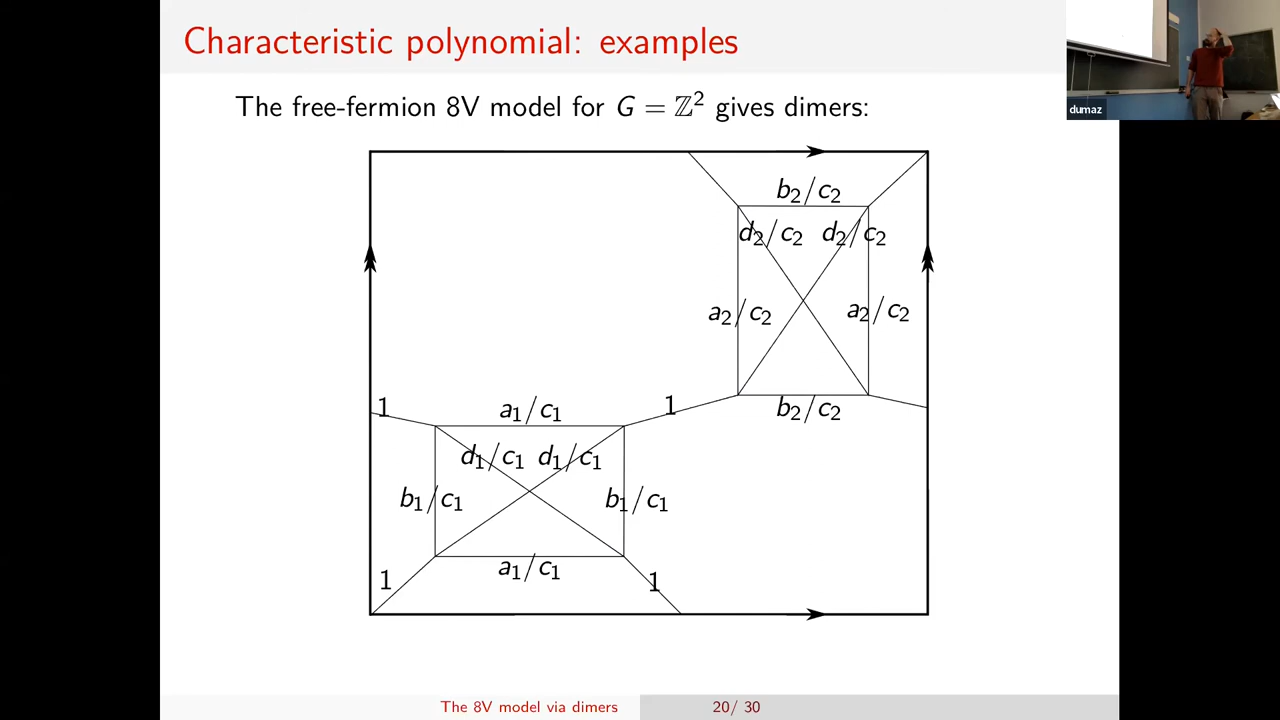 Characteristic polynomial: examples
dumaz
The free-fermion 8V model for G = ℤ² gives dimers:
b₂/c₂
d₂/c₂ d₂/c₂
a₂/c₂ a₂/c₂
1 a₁/c₁ 1 b₂/c₂
d₁/c₁ d₁/c₁
b₁/c₁ b₁/c₁
1 a₁/c₁ 1
The 8V model via dimers 20/ 30